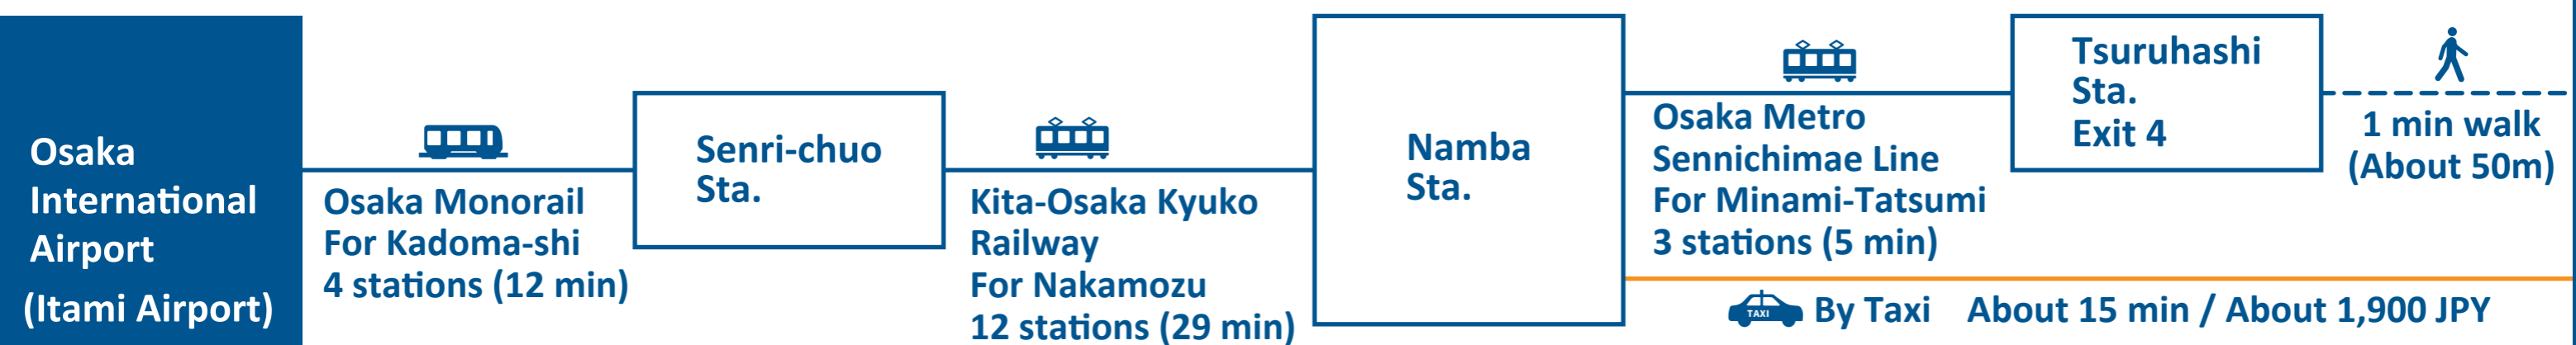 Osaka
International
Airport
(Itami Airport)
Osaka Monorail
For Kadoma-shi
4 stations (12 min)
Senri-chuo
Sta.
Kita-Osaka Kyuko
Railway
For Nakamozu
12 stations (29 min)
Namba
Sta.
Osaka Metro
Sennichimae Line
For Minami-Tatsumi
3 stations (5 min)
Tsuruhashi
Sta.
Exit 4
1 min walk
(About 50m)
TAXI By Taxi About 15 min / About 1,900 JPY